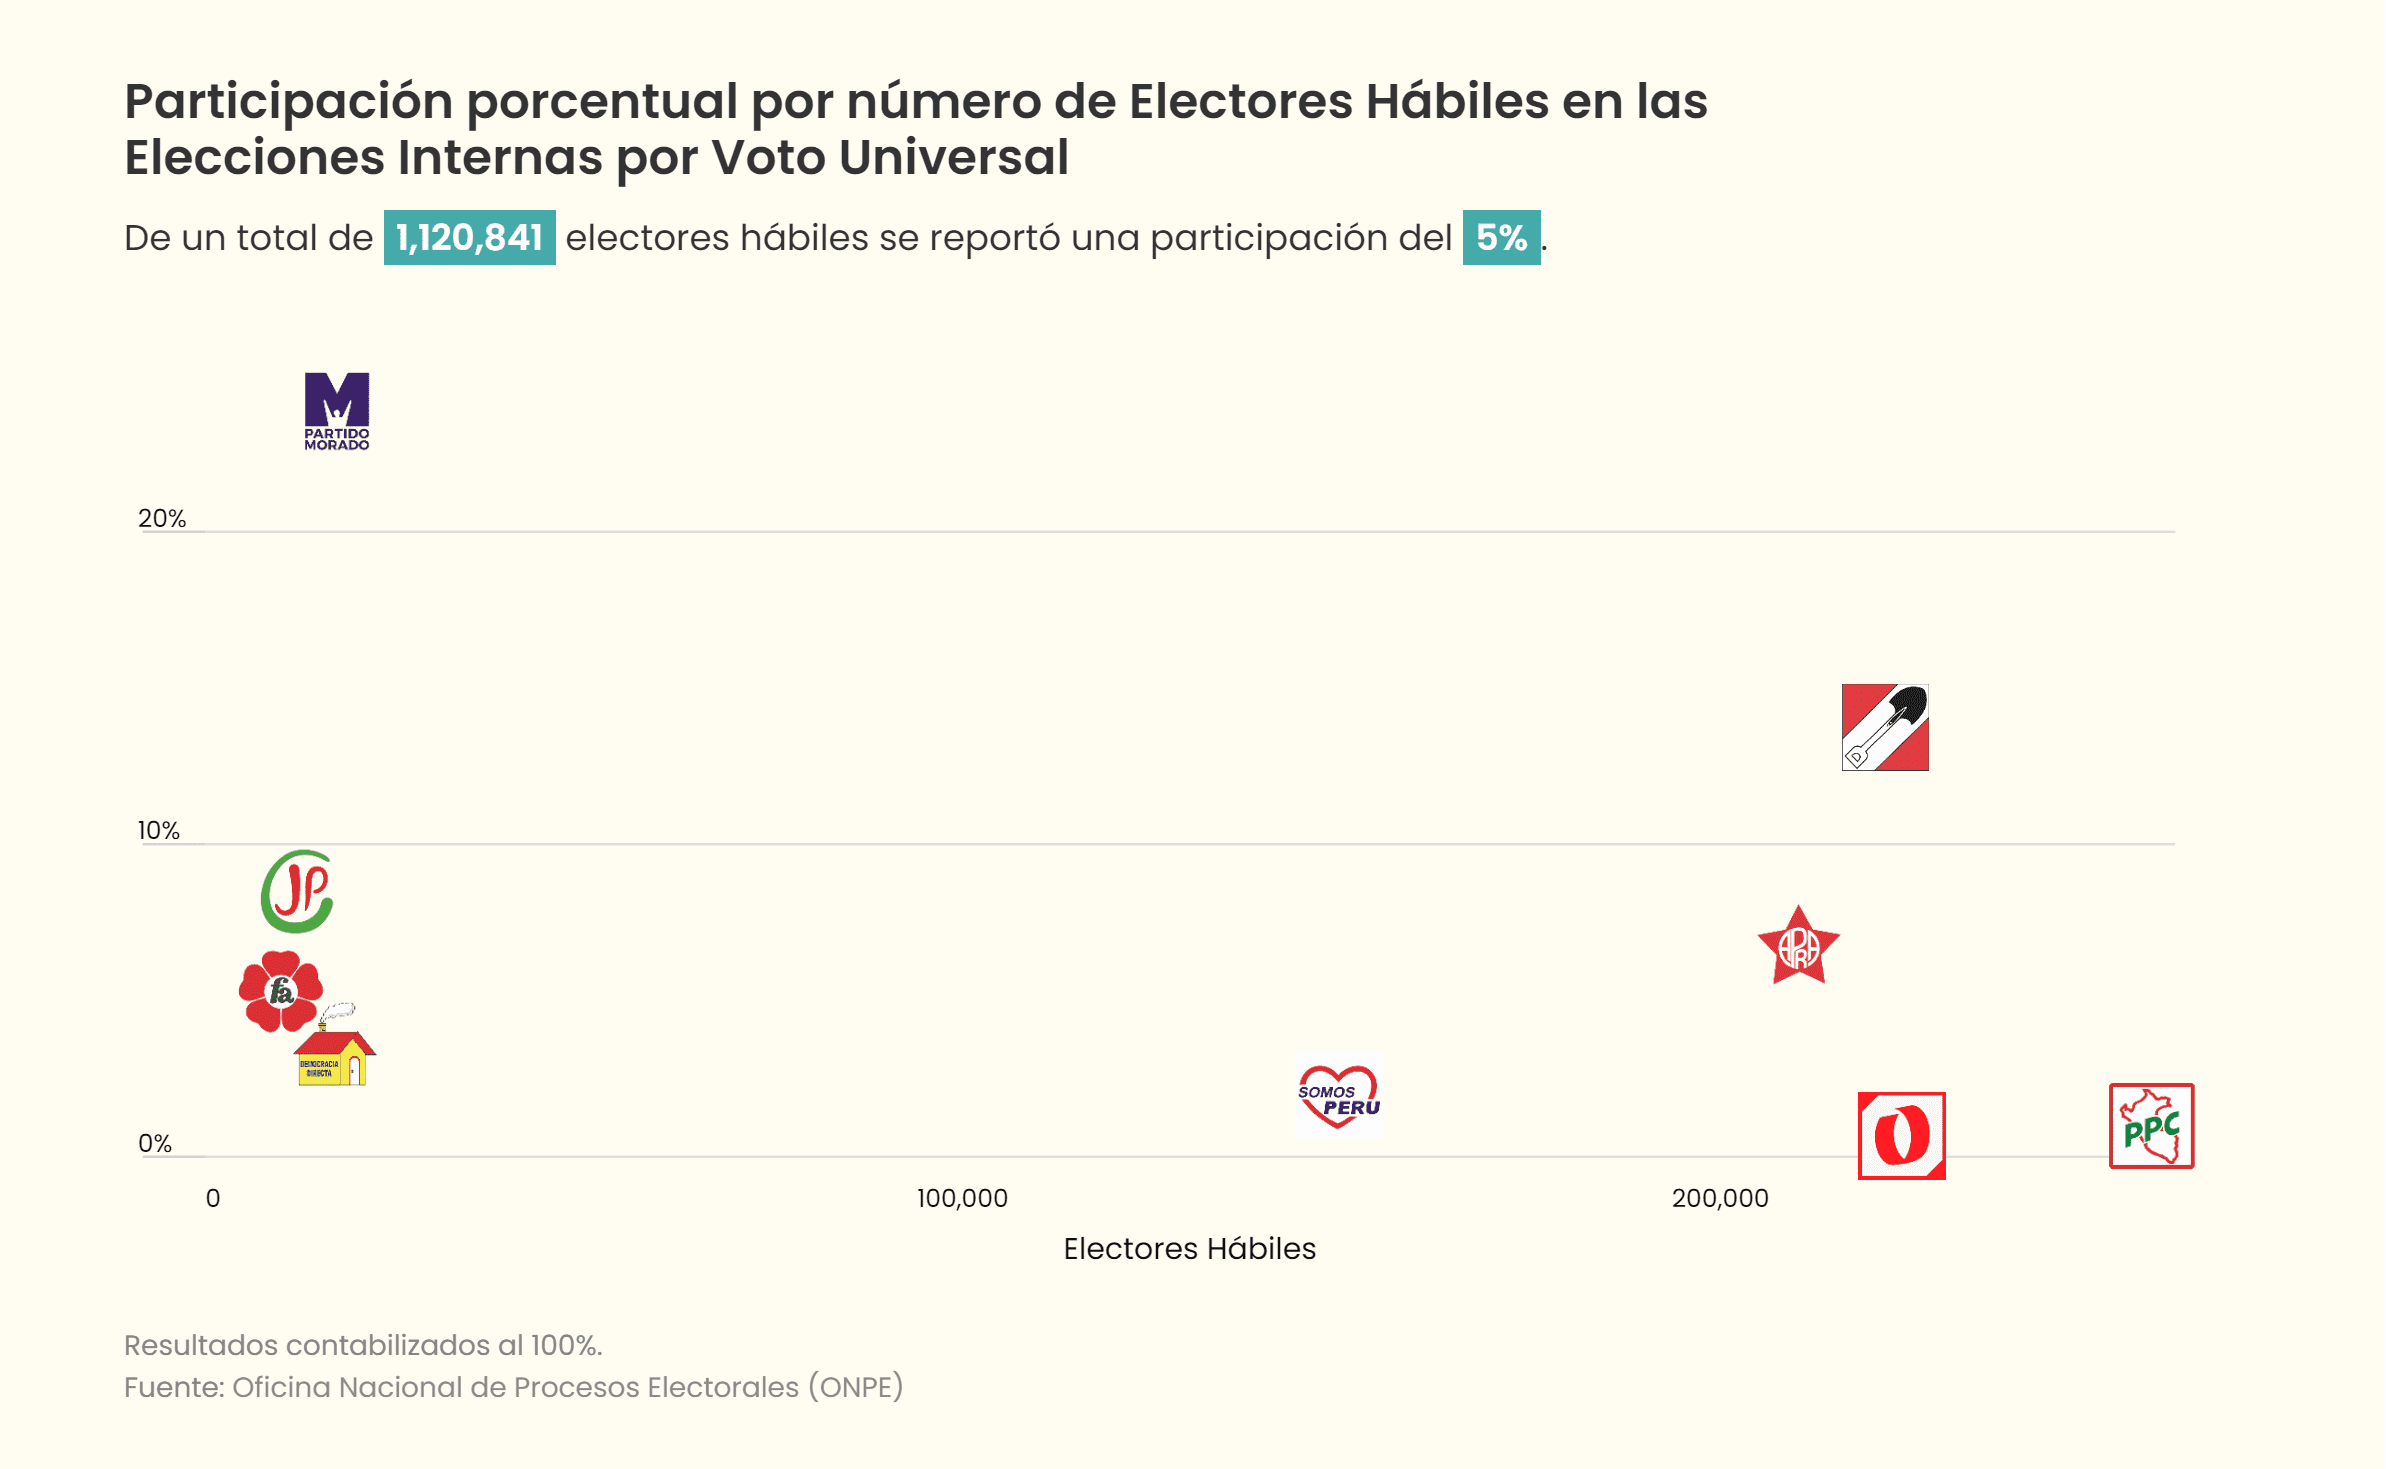 Participación porcentual por número de Electores Hábiles en las
Elecciones Internas por Voto Universal
De un total de 1,120,841 electores hábiles se reportó una participación del 5%.
M
PARTIDO
MORADO
20%
D
10%
JP
APRA
fa
DEMOCRACIA
DIRECTA
SOMOS
PERU
PPC
0%
0 100,000 200,000
Electores Hábiles
Resultados contabilizados al 100%.
Fuente: Oficina Nacional de Procesos Electorales (ONPE)